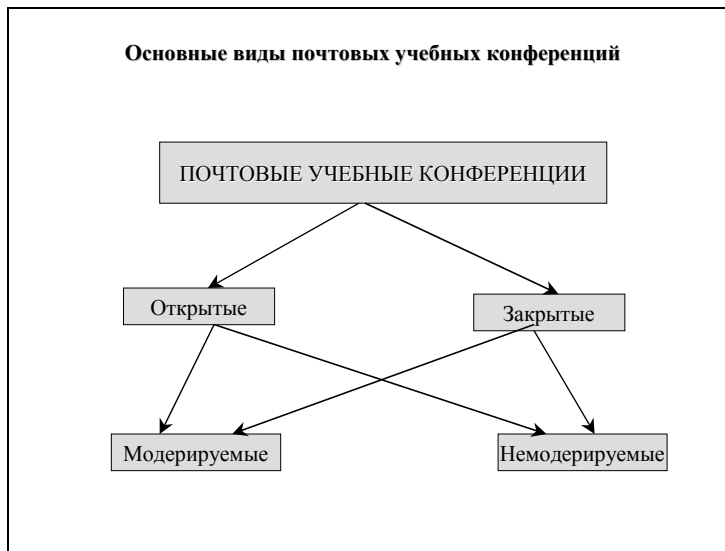 Основные виды почтовых учебных конференций
ПОЧТОВЫЕ УЧЕБНЫЕ КОНФЕРЕНЦИИ
Открытые
Закрытые
Модерируемые
Немодерируемые